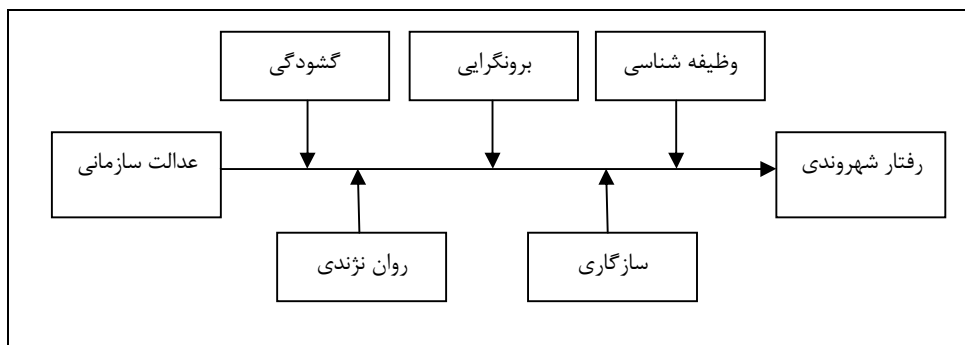 وظیفه شناسی
برونگرایی
گشودگی
رفتار شهروندی
عدالت سازمانی
سازگاری
روان نژندی